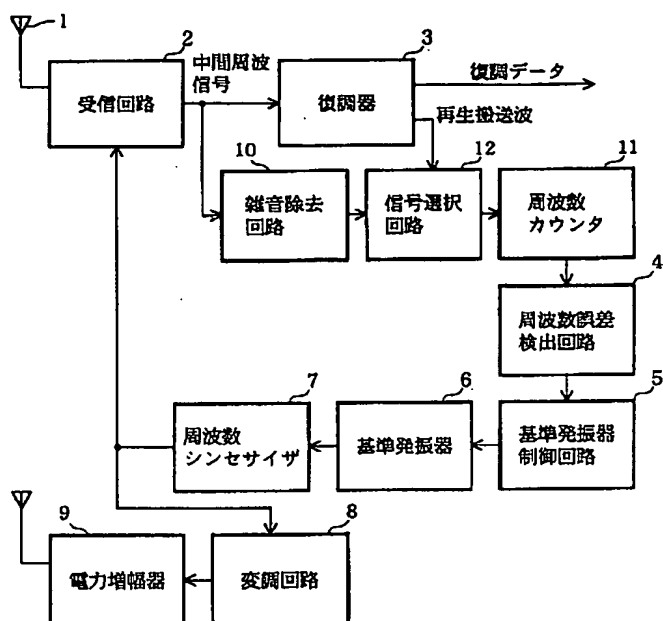 1
2
受信回路
中間周波
信号
3
復調器
復調データ
再生搬送波
10
雑音除去
回路
12
信号選択
回路
11
周波数
カウンタ
4
周波数誤差
検出回路
5
基準発振器
制御回路
6
基準発振器
7
周波数
シンセサイザ
8
変調回路
9
電力増幅器